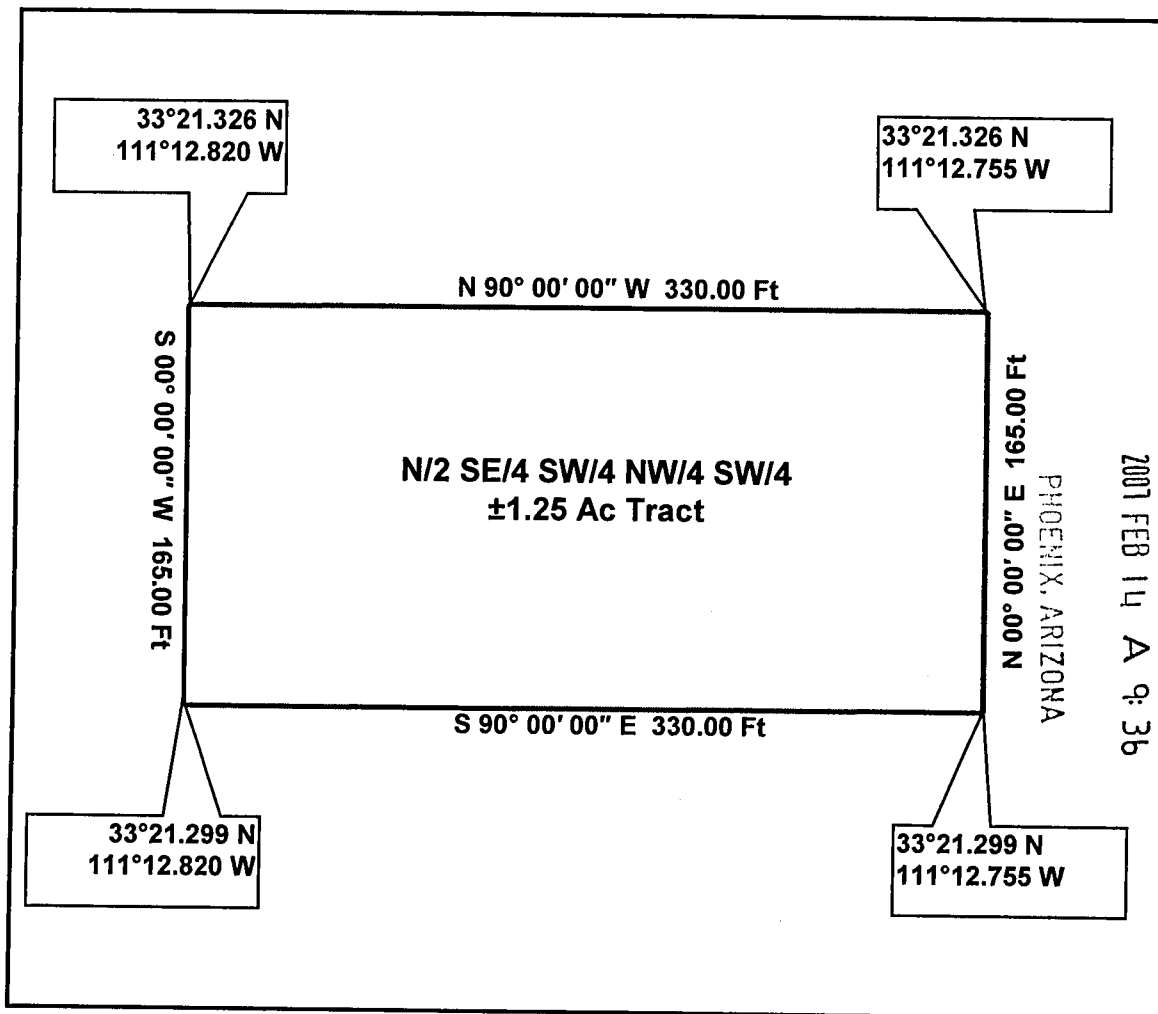 33°21.326 N
111°12.820 W
33°21.326 N
111°12.755 W
N 90° 00' 00" W 330.00 Ft
S 00° 00' 00" W 165.00 Ft
N/2 SE/4 SW/4 NW/4 SW/4
±1.25 Ac Tract
N 00° 00' 00" E 165.00 Ft
PHOENIX, ARIZONA
2007 FEB 14 A 9:36
S 90° 00' 00" E 330.00 Ft
33°21.299 N
111°12.820 W
33°21.299 N
111°12.755 W